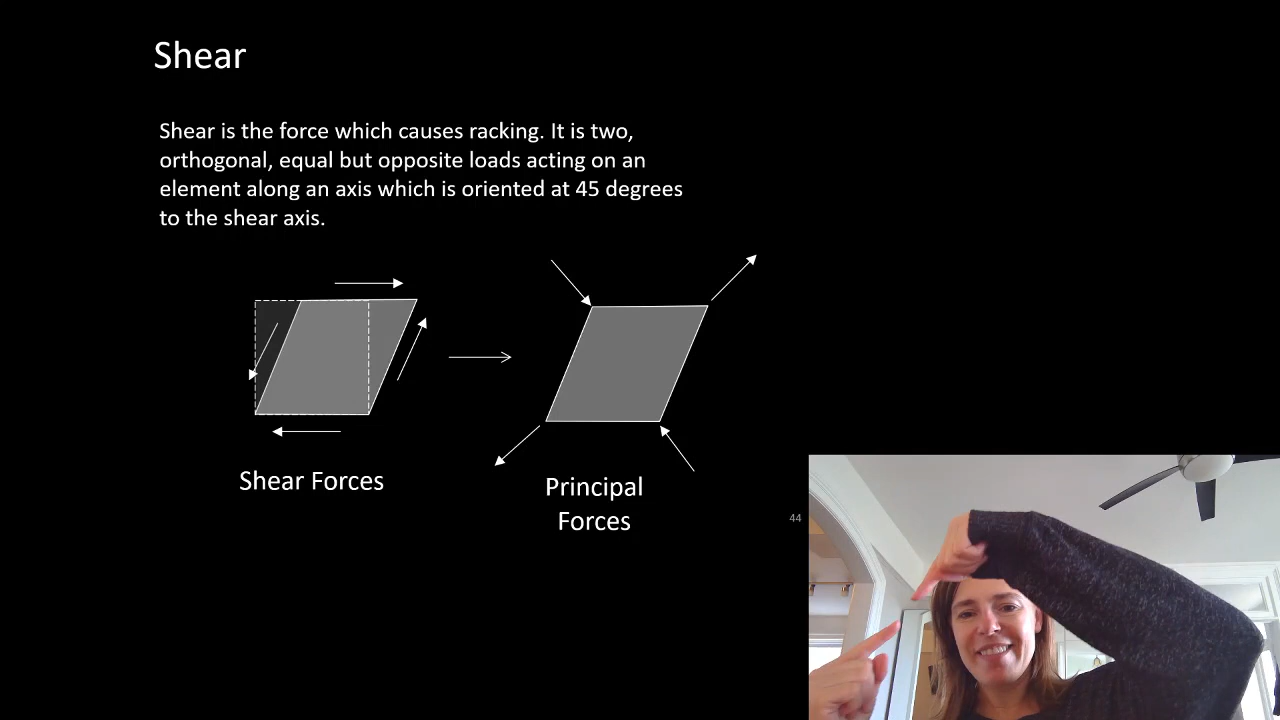 Shear
Shear is the force which causes racking. It is two,
orthogonal, equal but opposite loads acting on an
element along an axis which is oriented at 45 degrees
to the shear axis.
Shear Forces
Principal
Forces
44